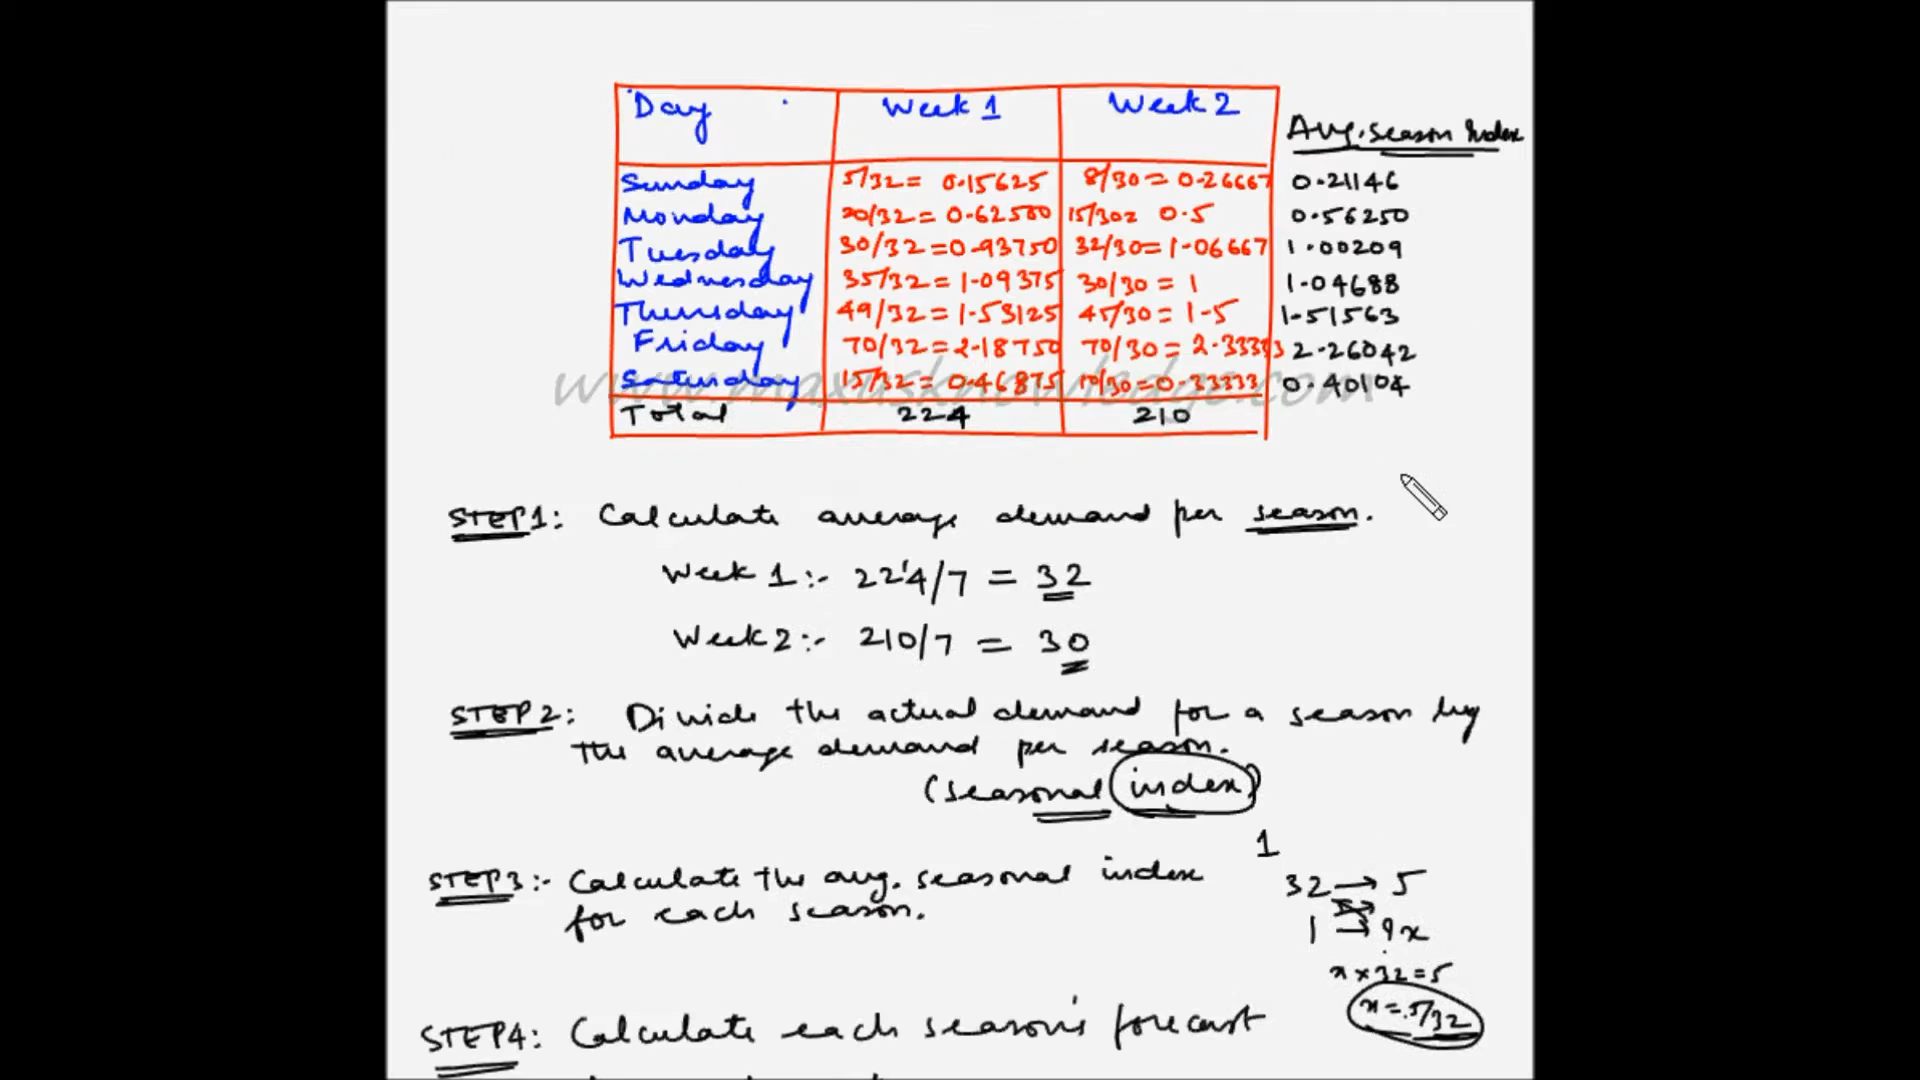 Day Week 1 Week 2 Avg. season Index
Sunday 5/32 = 0.15625 8/30 = 0.26667 0.21146
Monday 20/32 = 0.62500 15/30= 0.5 0.56250
Tuesday 30/32 = 0.93750 32/30 = 1.06667 1.00209
Wednesday 35/32 = 1.09375 30/30 = 1 1.04688
Thursday 49/32 = 1.53125 45/30 = 1.5 1.51563
Friday 70/32 = 2.18750 70/30 = 2.33333 2.26042
Saturday 15/32 = 0.46875 10/30 = 0.33333 0.40104
www.maxusknowledge.com
Total 224 210
STEP1: Calculate average demand per season.
Week 1:- 224/7 = 32
Week 2:- 210/7 = 30
STEP2: Divide the actual demand for a season by
the average demand per season.
(seasonal index)
1
STEP3:- Calculate the avg. seasonal index
for each season.
32 → 5
1 → ?x
x × 32 = 5
x = 5/32
STEP4: Calculate each season's forecast